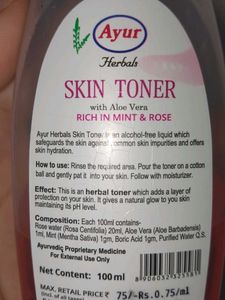 Ayur
Herbals
SKIN TONER
with Aloe Vera
RICH IN MINT & ROSE
Ayur Herbals Skin Toner is an alcohol-free liquid which
safeguards the skin against common skin impurities and offers
skin hydration.
How to use: Rinse the required area. Pour the toner on a cotton
ball and gently pat it into your skin. Follow with moisturizer.
Effect: This is an herbal toner which adds a layer of
protection on your skin. It gives a natural glow to you skin
maintaining its pH level.
Composition: Each 100ml contains-
Rose water (Rosa Centifolia) 20ml, Aloe Vera (Aloe Barbadensis)
1ml, Mint (Mentha Sativa) 1gm, Boric Acid 1gm, Purified Water Q.S.
Ayurvedic Proprietary Medicine
For External Use Only
Net Content: 100ml
MAX. RETAIL PRICE ₹ 75/-Rs.0.75/ml
(incl. of all taxes)